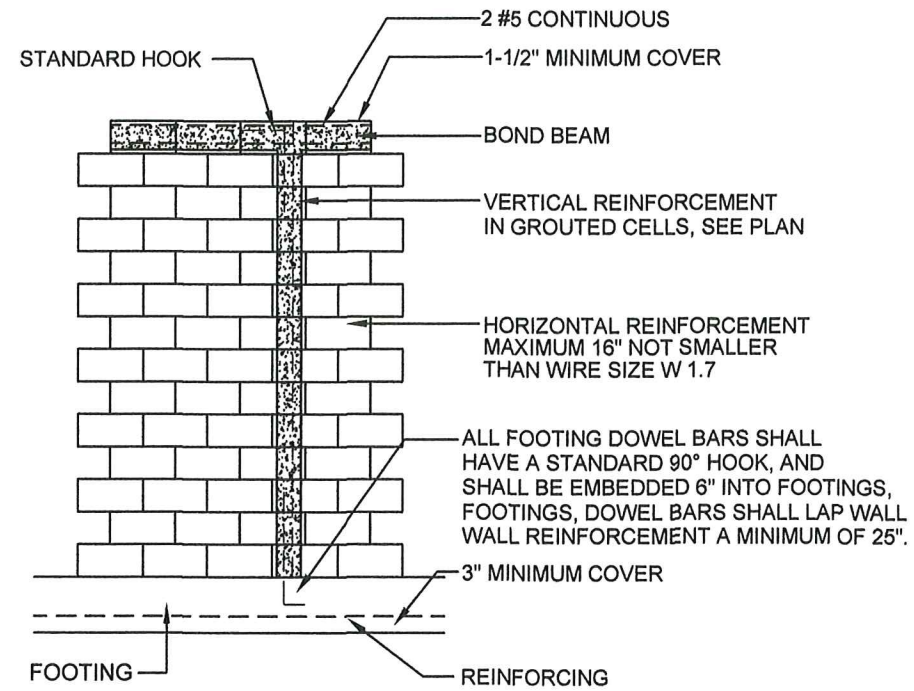 2 #5 CONTINUOUS
STANDARD HOOK
1-1/2" MINIMUM COVER
BOND BEAM
VERTICAL REINFORCEMENT
IN GROUTED CELLS, SEE PLAN
HORIZONTAL REINFORCEMENT
MAXIMUM 16" NOT SMALLER
THAN WIRE SIZE W 1.7
ALL FOOTING DOWEL BARS SHALL
HAVE A STANDARD 90° HOOK, AND
SHALL BE EMBEDDED 6" INTO FOOTINGS,
FOOTINGS, DOWEL BARS SHALL LAP WALL
WALL REINFORCEMENT A MINIMUM OF 25".
3" MINIMUM COVER
FOOTING
REINFORCING